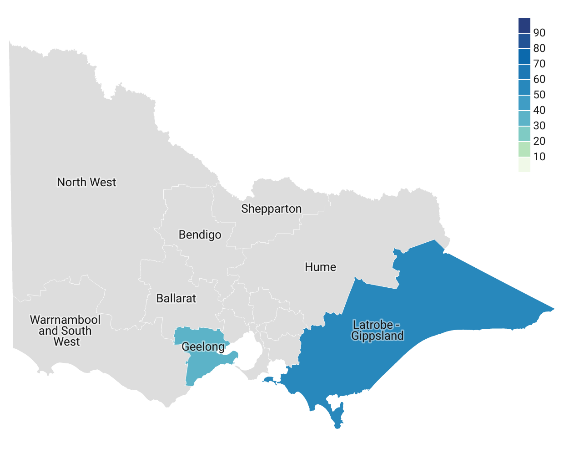 90
80
70
60
50
40
30
20
10
North West
Shepparton
Bendigo
Hume
Ballarat
Warrnambool
and South
West
Latrobe -
Gippsland
Geelong